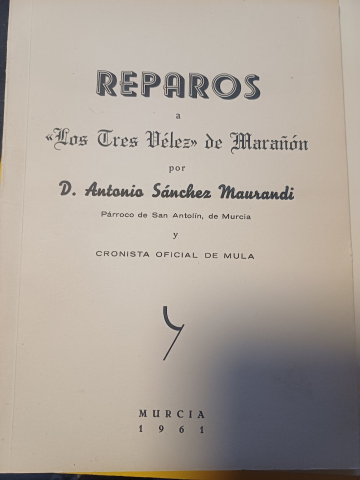 REPAROS
a
«Los Tres Vélez» de Marañón
por
D. Antonio Sánchez Maurandi
Párroco de San Antolín, de Murcia
y
CRONISTA OFICIAL DE MULA
MURCIA
1961